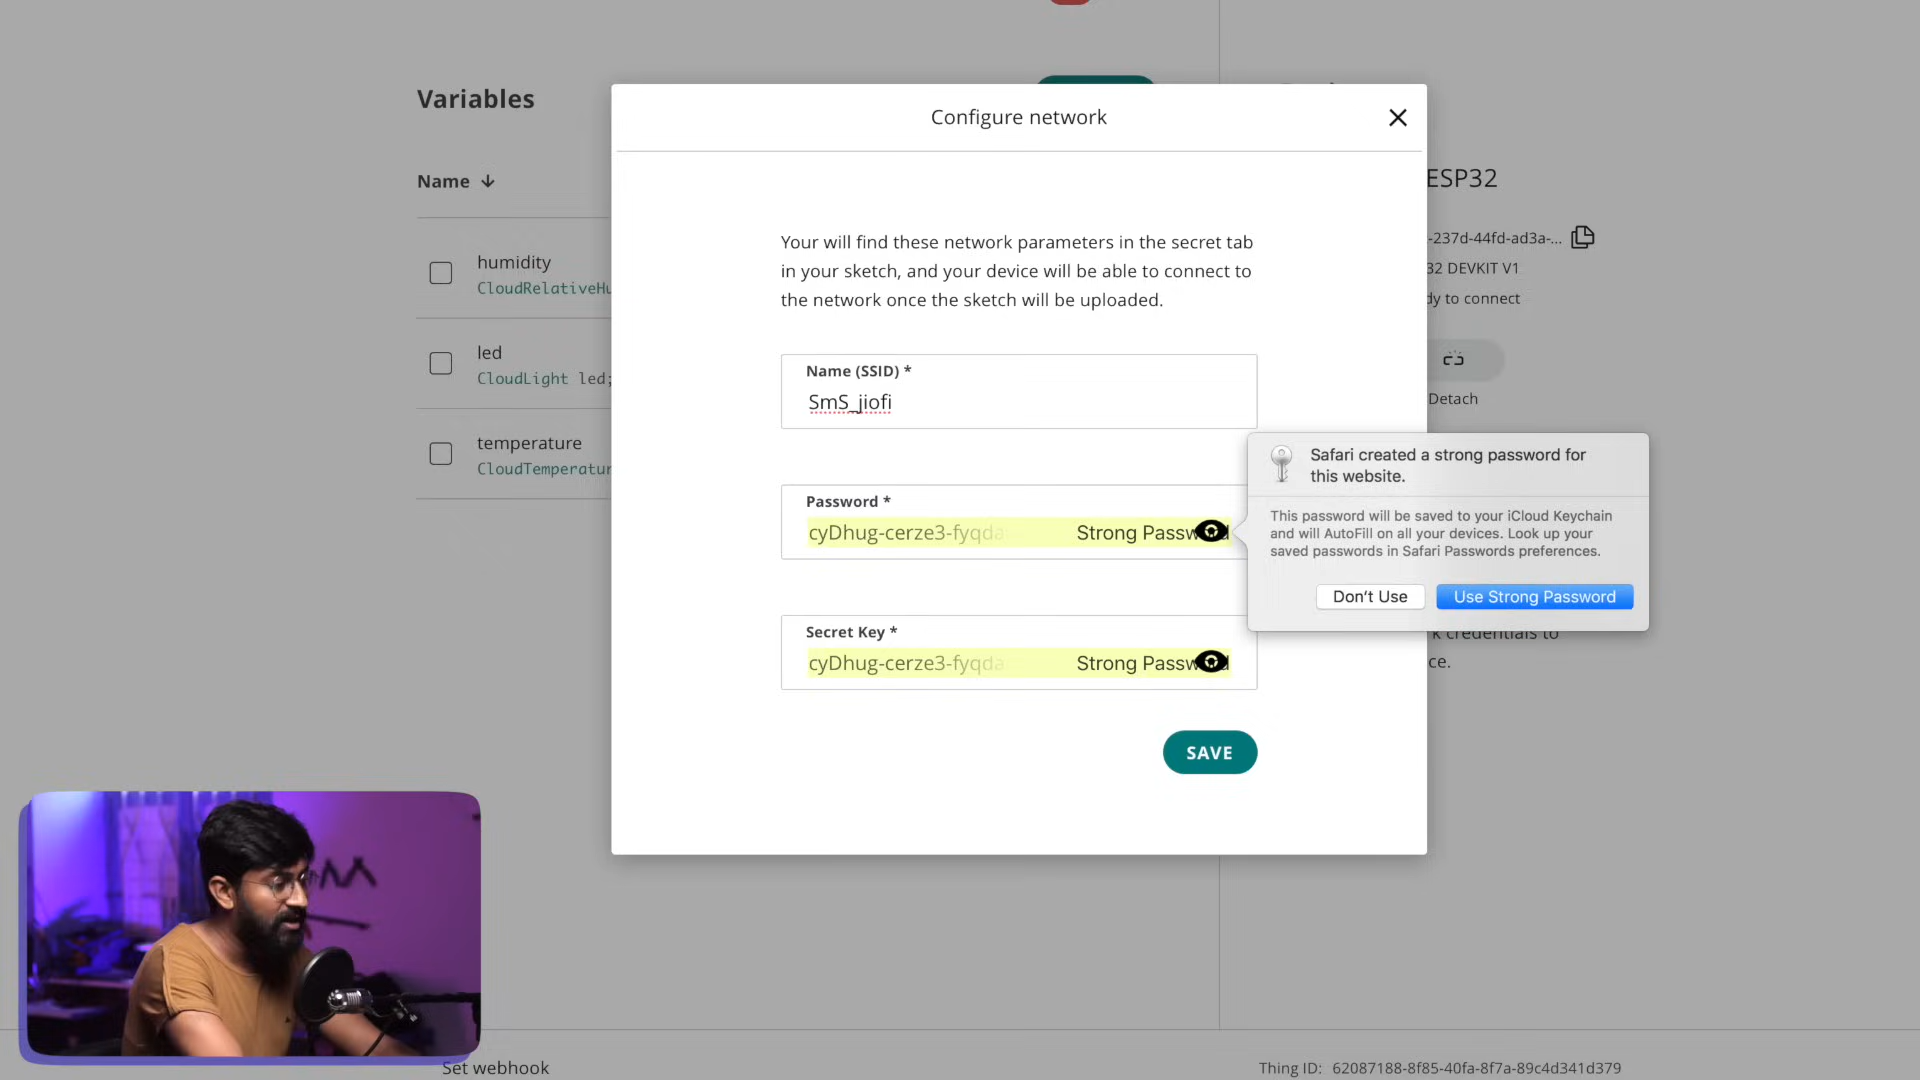 Variables
Configure network
Name
ESP32
Your will find these network parameters in the secret tab
in your sketch, and your device will be able to connect to
the network once the sketch will be uploaded.
-237d-44fd-ad3a-...
32 DEVKIT V1
dy to connect
humidity
CloudRelativeHu
led
CloudLight led;
Detach
Name (SSID) *
SmS_jiofi
temperature
CloudTemperatur
Safari created a strong password for
this website.
This password will be saved to your iCloud Keychain
and will AutoFill on all your devices. Look up your
saved passwords in Safari Passwords preferences.
Don't Use
Use Strong Password
Password *
cyDhug-cerze3-fyqda Strong Password
Secret Key *
cyDhug-cerze3-fyqda Strong Password
k credentials to
ce.
SAVE
Set webhook
Thing ID: 62087188-8f85-40fa-8f7a-89c4d341d379